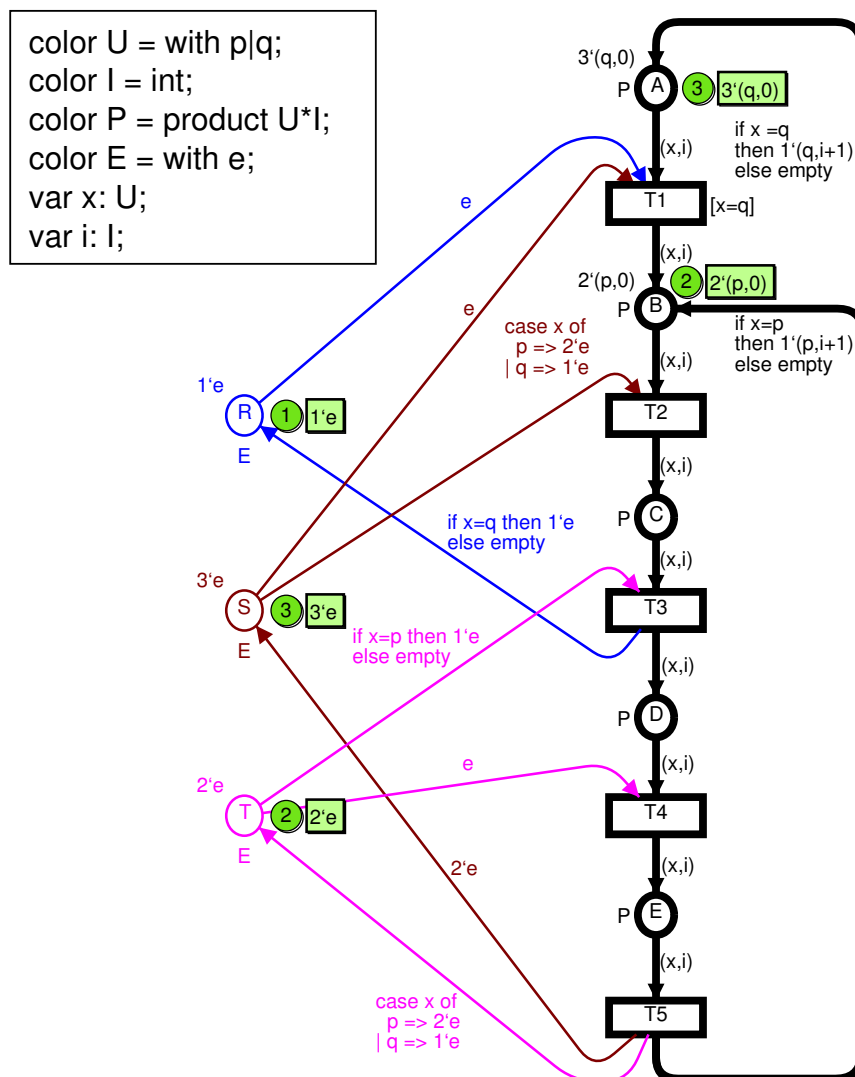 color U = with p|q;
color I = int;
color P = product U*I;
color E = with e;
var x: U;
var i: I;
3‘(q,0)
P
A
3
3‘(q,0)
(x,i)
if x =q
then 1‘(q,i+1)
else empty
e
T1
[x=q]
(x,i)
2‘(p,0)
P
B
2
2‘(p,0)
e
case x of
p => 2‘e
| q => 1‘e
(x,i)
if x=p
then 1‘(p,i+1)
else empty
1‘e
R
1
1‘e
E
T2
(x,i)
P
C
if x=q then 1‘e
else empty
(x,i)
3‘e
S
3
3‘e
E
T3
if x=p then 1‘e
else empty
(x,i)
P
D
e
(x,i)
2‘e
T
2
2‘e
E
T4
2‘e
(x,i)
P
E
(x,i)
case x of
p => 2‘e
| q => 1‘e
T5